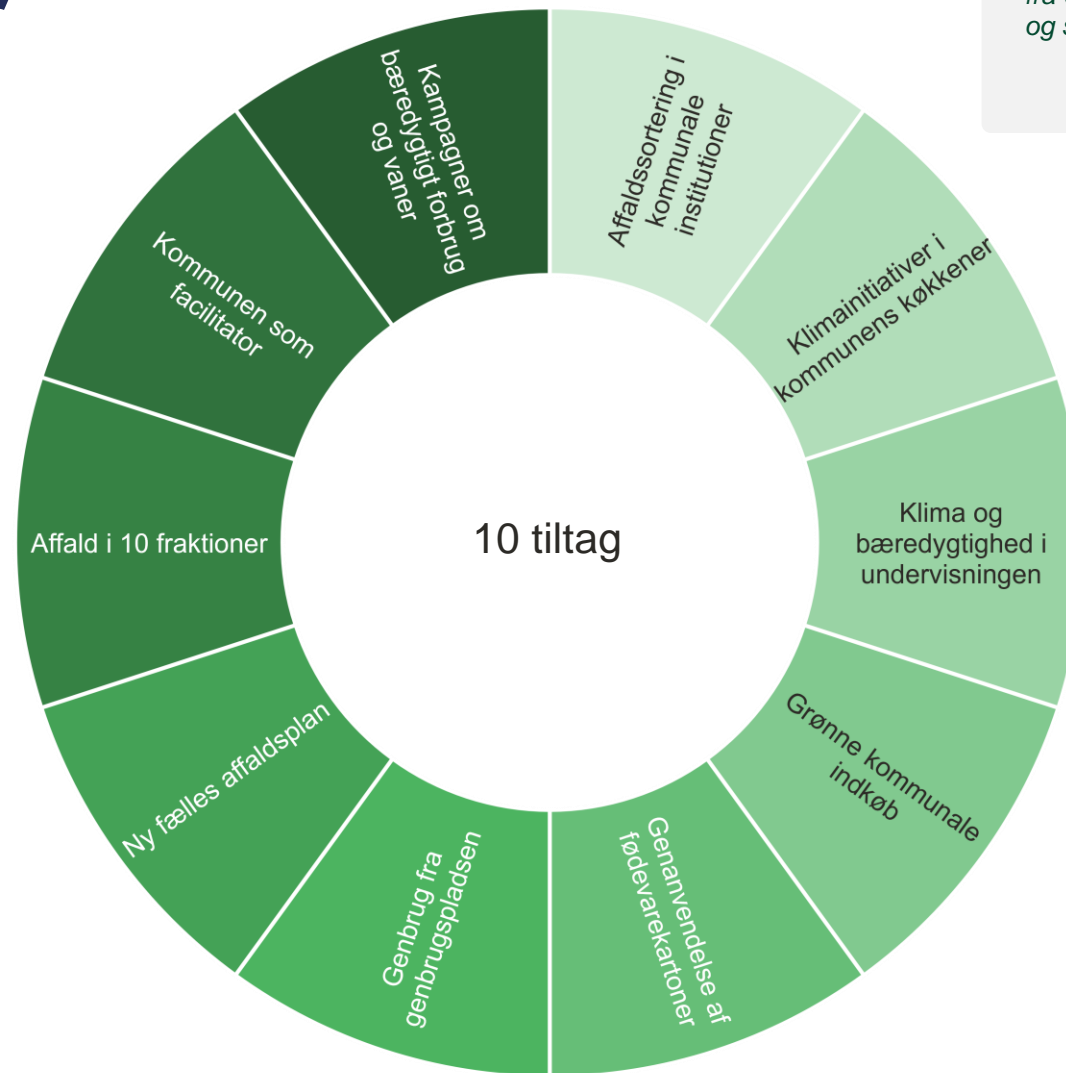 og s
Affaldssortering i
kommunale
institutioner
Klimainitiativer i
kommunens køkkener
Klima og
bæredygtighed i
undervisningen
Grønne kommunale
indkøb
Genanvendelse af
fødevarekartoner
Genbrug fra
genbrugspladsen
Ny fælles affaldsplan
Affald i 10 fraktioner
Kommunen som
facilitator
Kampagner om
bæredygtigt forbrug
og vaner
10 tiltag